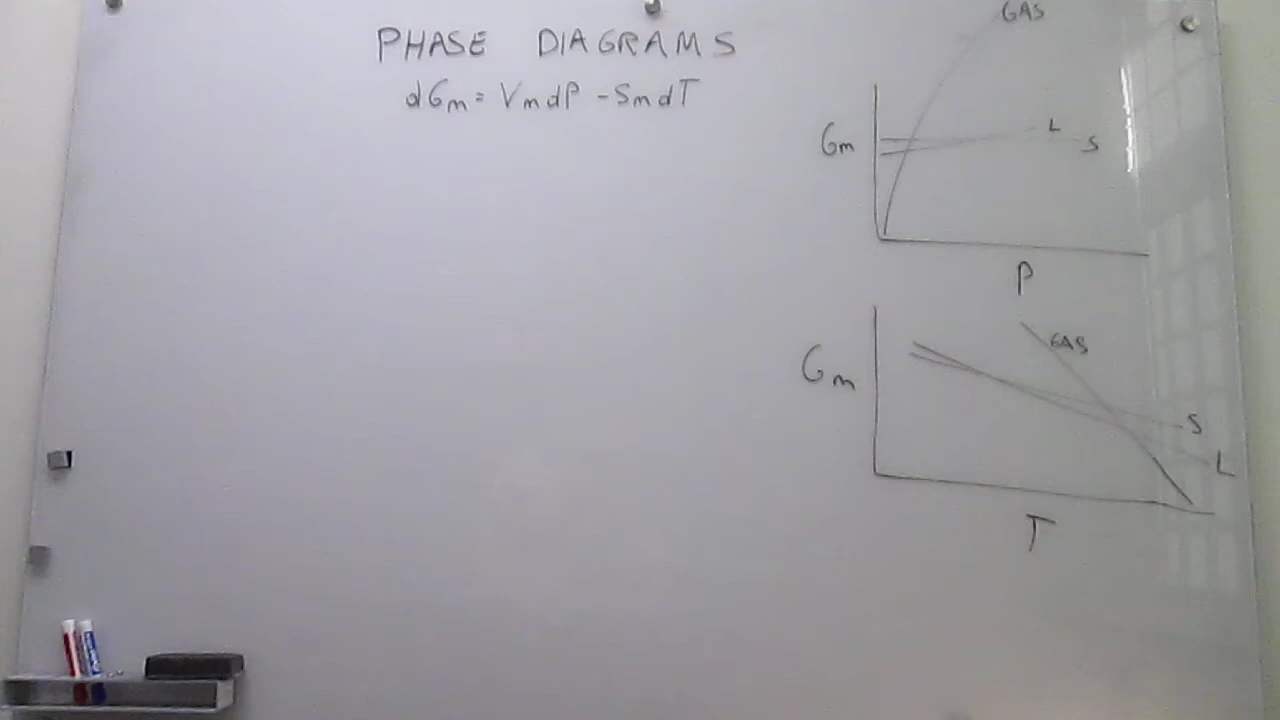 PHASE DIAGRAMS
dGm = VmdP - SmdT
GAS
L
S
Gm
P
GAS
Gm
S
L
T